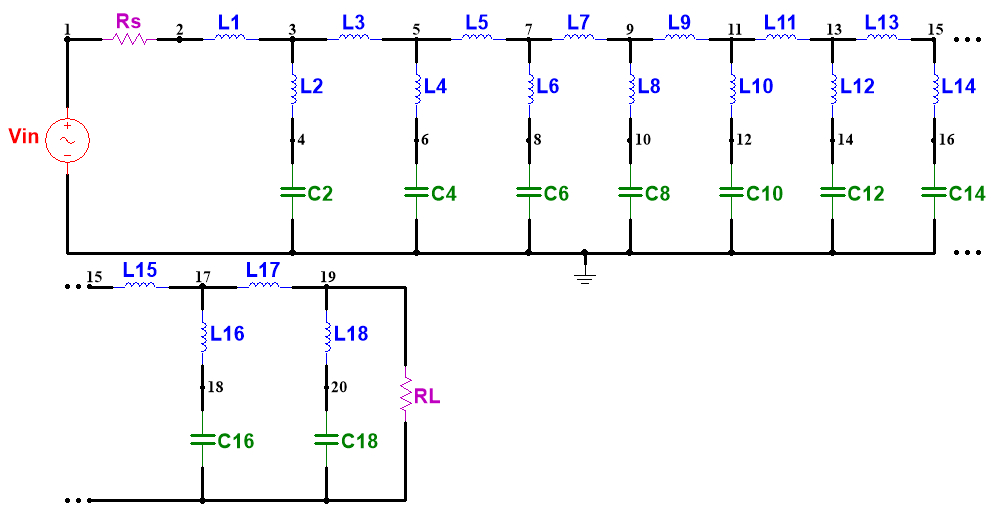 1 Rs 2 L1 3 L3 5 L5 7 L7 9 L9 11 L11 13 L13 15
L2 L4 L6 L8 L10 L12 L14
Vin 4 6 8 10 12 14 16
C2 C4 C6 C8 C10 C12 C14
15 L15 17 L17 19
L16 L18
18 20 RL
C16 C18